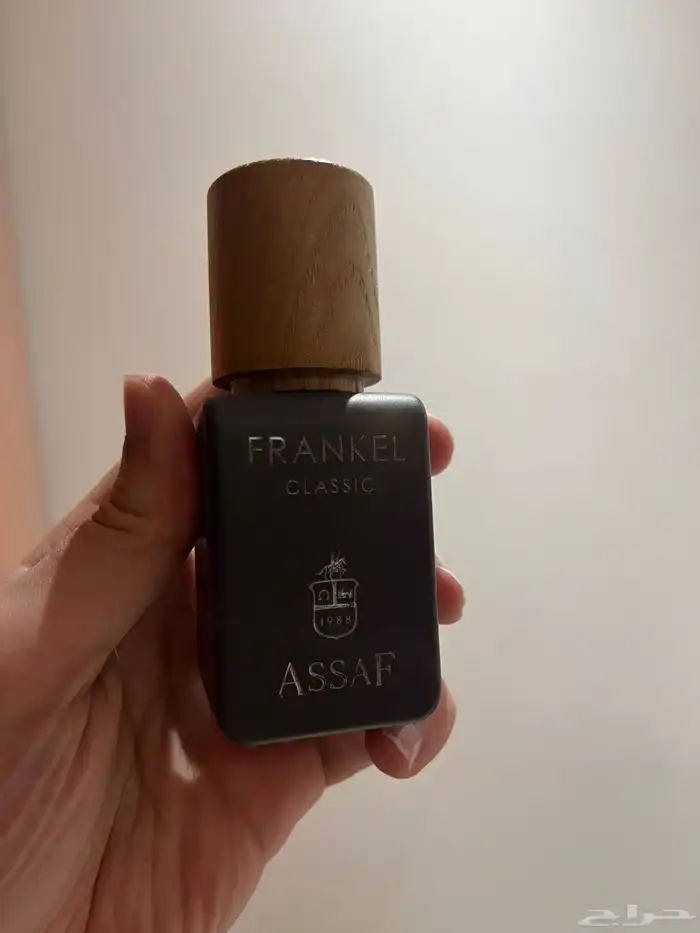 FRANKEL
CLASSIC
1988
ASSAF
حراج